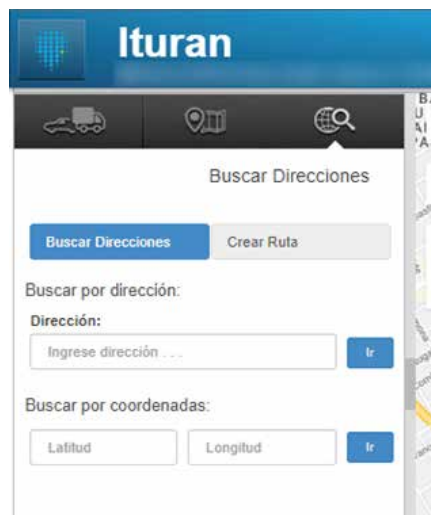 Ituran
Buscar Direcciones
Buscar Direcciones
Crear Ruta
Buscar por dirección:
Dirección:
Ingrese dirección . . .
Ir
Buscar por coordenadas:
Latitud
Longitud
Ir